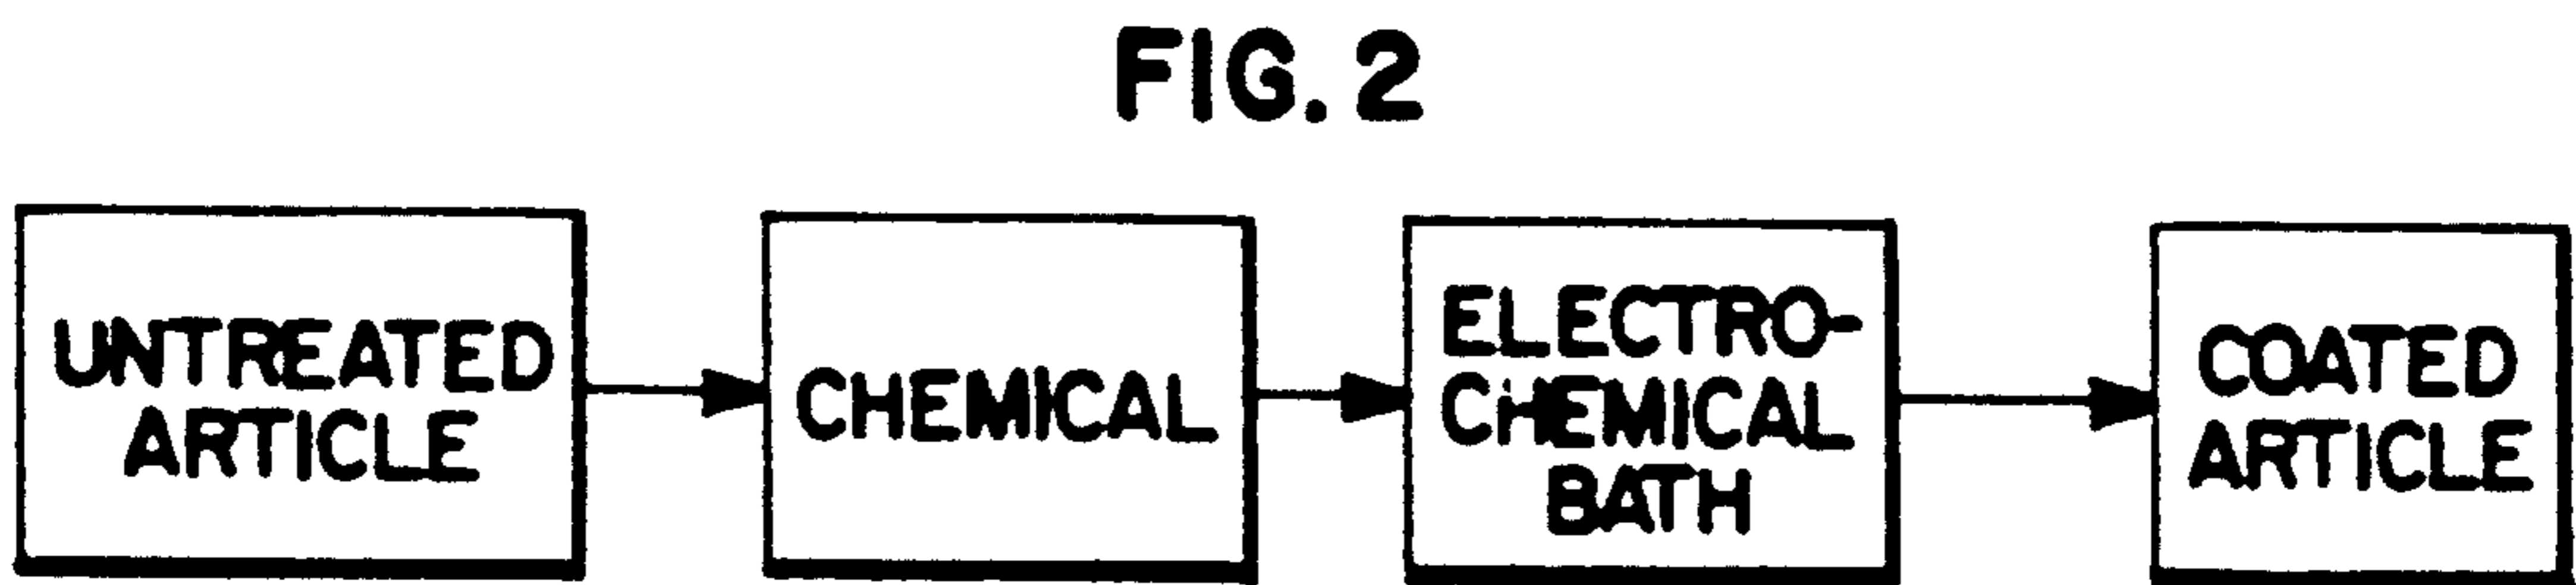 FIG. 2
UNTREATED
ARTICLE
CHEMICAL
ELECTRO-
CHEMICAL
BATH
COATED
ARTICLE